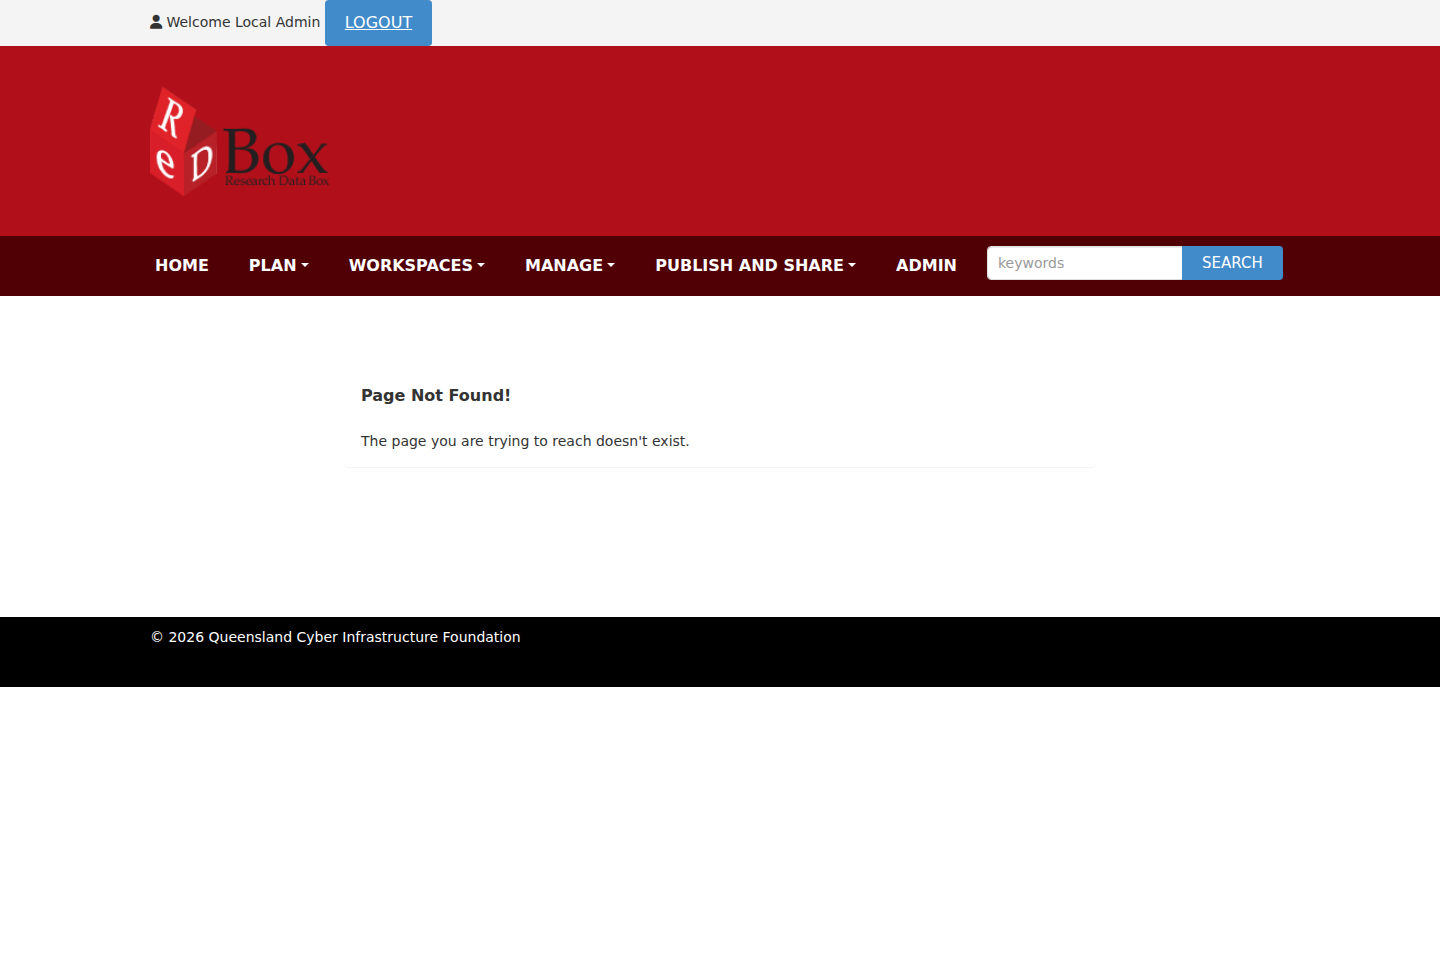 Welcome Local Admin LOGOUT
R
e D Box
Research Data Box
HOME PLAN WORKSPACES MANAGE PUBLISH AND SHARE ADMIN keywords SEARCH
Page Not Found!
The page you are trying to reach doesn't exist.
© 2026 Queensland Cyber Infrastructure Foundation